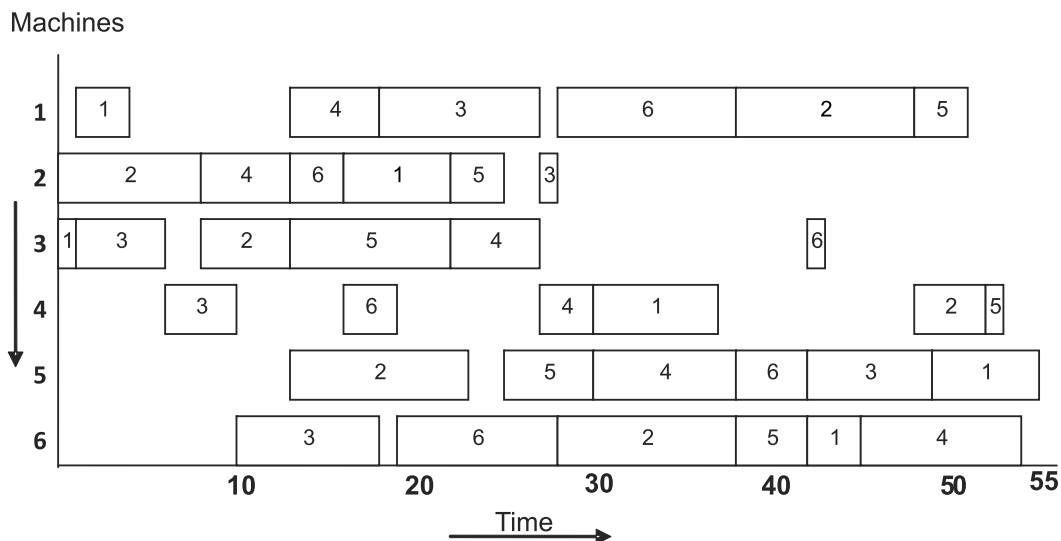 Machines
1 1 4 3 6 2 5
2 2 4 6 1 5 3
3 1 3 2 5 4 6
4 3 6 4 1 2 5
5 2 5 4 6 3 1
6 3 6 2 5 1 4
10 20 30 40 50 55
Time